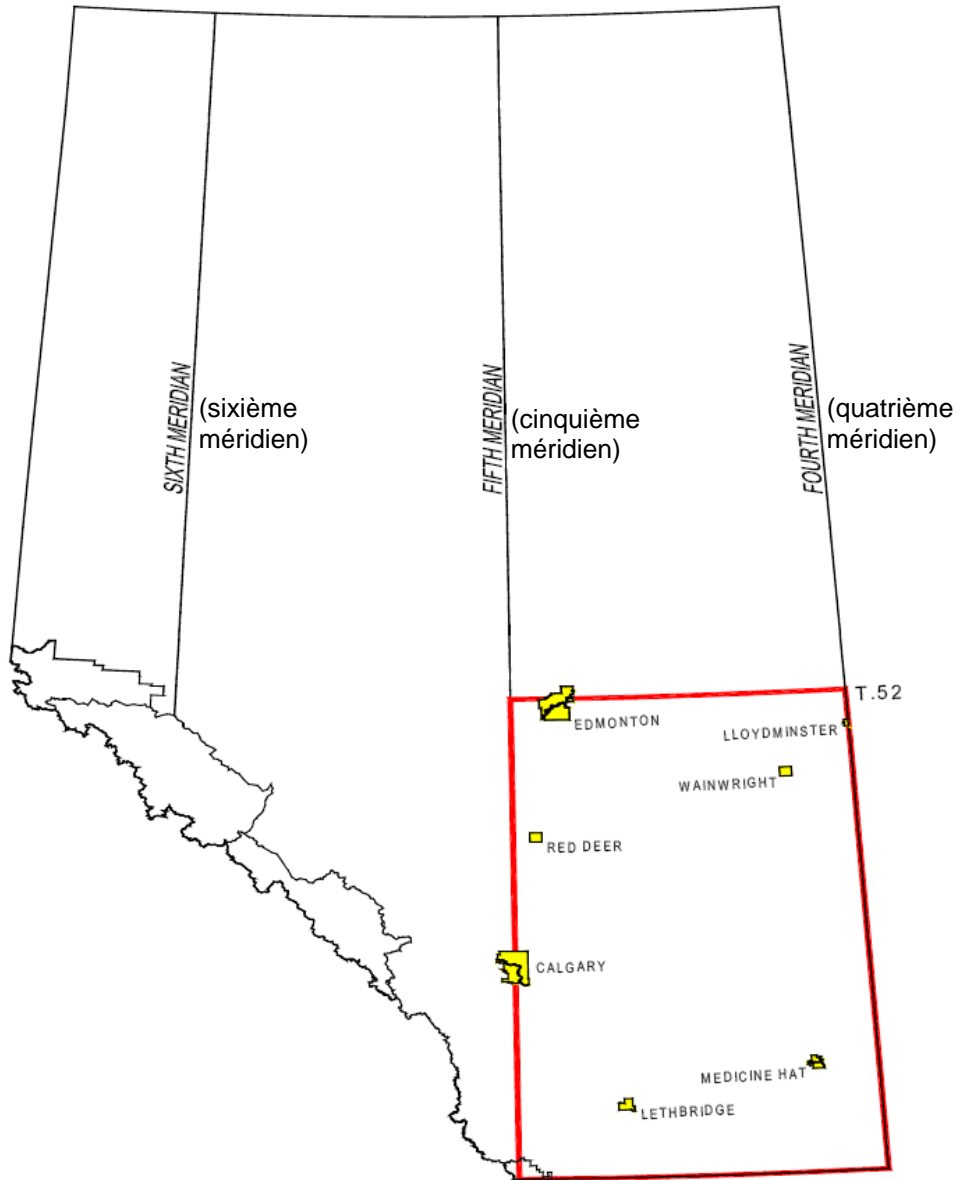 SIXTH MERIDIAN
(sixième
méridien)
FIFTH MERIDIAN
(cinquième
méridien)
FOURTH MERIDIAN
(quatrième
méridien)
T.52
EDMONTON
LLOYDMINSTER
WAINWRIGHT
RED DEER
CALGARY
MEDICINE HAT
LETHBRIDGE